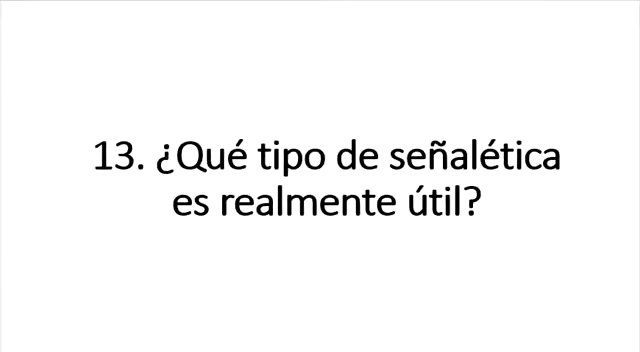 13. ¿Qué tipo de señalética
es realmente útil?